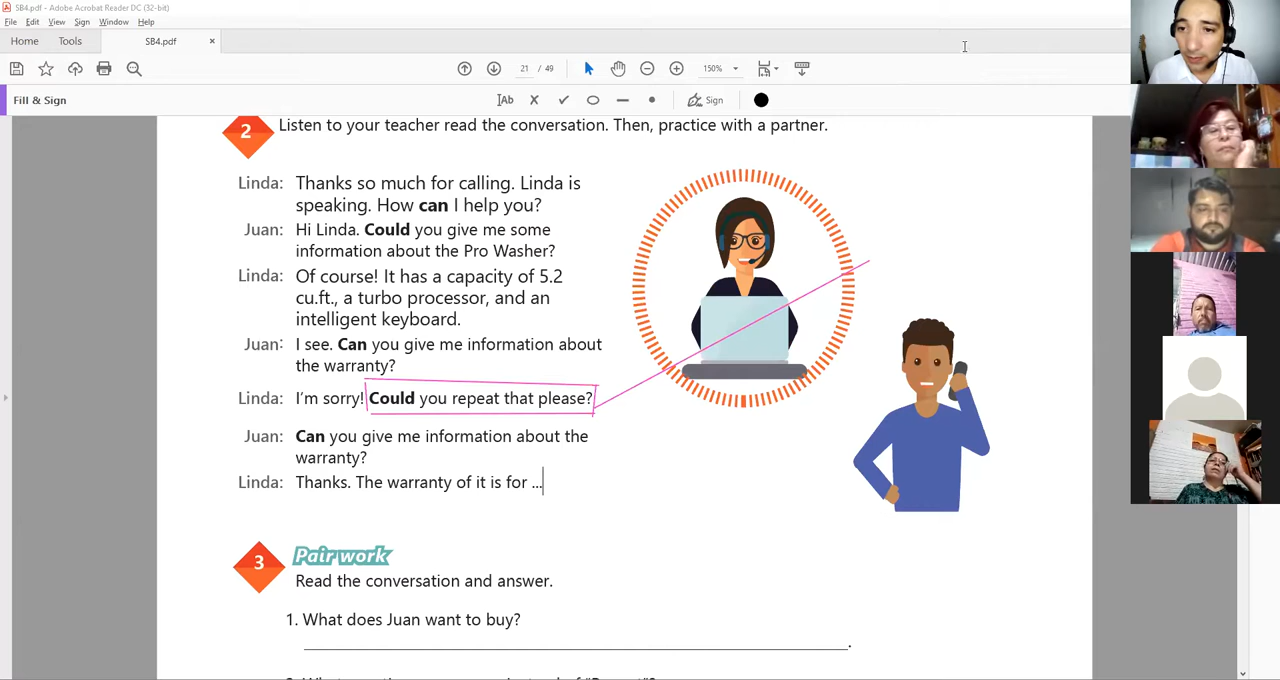 SB4.pdf - Adobe Acrobat Reader DC (32-bit)
File Edit View Sign Window Help
Home Tools SB4.pdf ×
21 / 49 150%
Fill & Sign
Ab Sign
2 Listen to your teacher read the conversation. Then, practice with a partner.
Linda: Thanks so much for calling. Linda is
speaking. How can I help you?
Juan: Hi Linda. Could you give me some
information about the Pro Washer?
Linda: Of course! It has a capacity of 5.2
cu.ft., a turbo processor, and an
intelligent keyboard.
Juan: I see. Can you give me information about
the warranty?
Linda: I'm sorry! Could you repeat that please?
Juan: Can you give me information about the
warranty?
Linda: Thanks. The warranty of it is for ...
3 Pair work
Read the conversation and answer.
1. What does Juan want to buy?